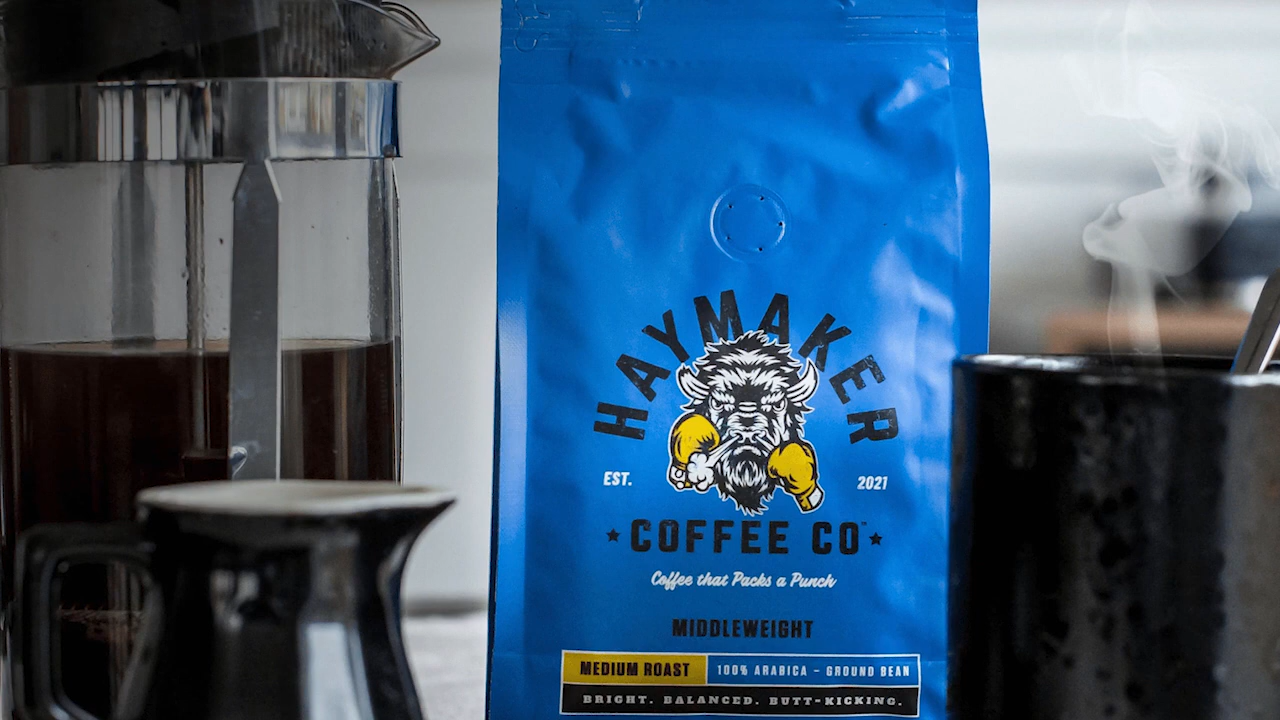 HAYMAKER
EST. 2021
COFFEE CO™
Coffee that Packs a Punch
MIDDLEWEIGHT
MEDIUM ROAST 100% ARABICA – GROUND BEAN
BRIGHT. BALANCED. BUTT-KICKING.